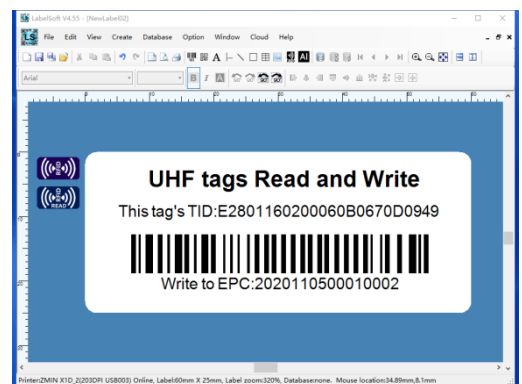 LabelSoft V4.55 - [NewLabel02]
File Edit View Create Database Option Window Cloud Help
Arial
UHF tags Read and Write
This tag's TID:E2801160200060B0670D0949
Write to EPC:2020110500010002
READ
Printer:ZMIN X1D_2(203DPI USB003) Online, Label:60mm X 25mm, Label zoom:320%, Database:none. Mouse location:34.89mm,8.1mm